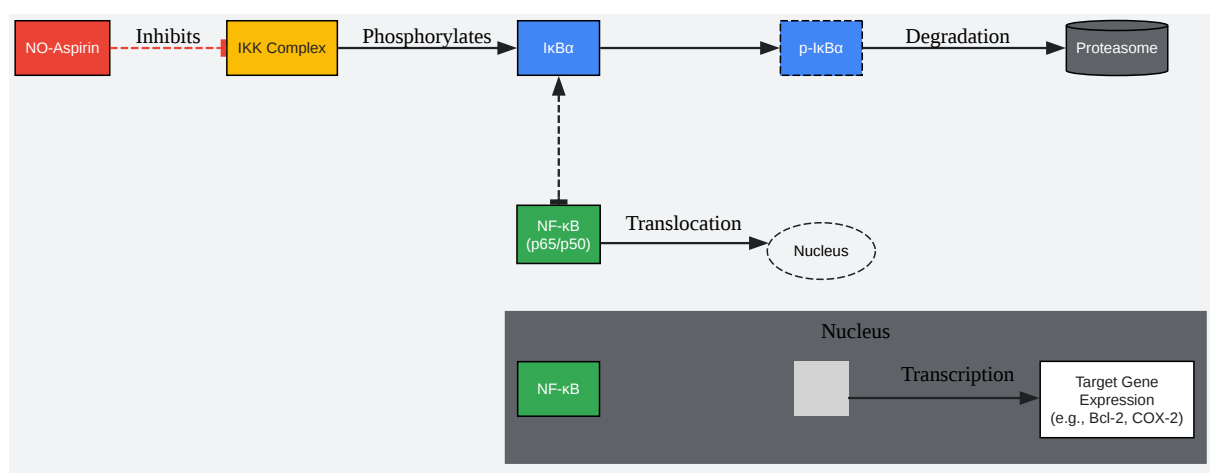 NO-Aspirin
Inhibits
IKK Complex
Phosphorylates
IκBα
p-IκBα
Degradation
Proteasome
NF-κB
(p65/p50)
Translocation
Nucleus
Nucleus
NF-κB
Transcription
Target Gene
Expression
(e.g., Bcl-2, COX-2)